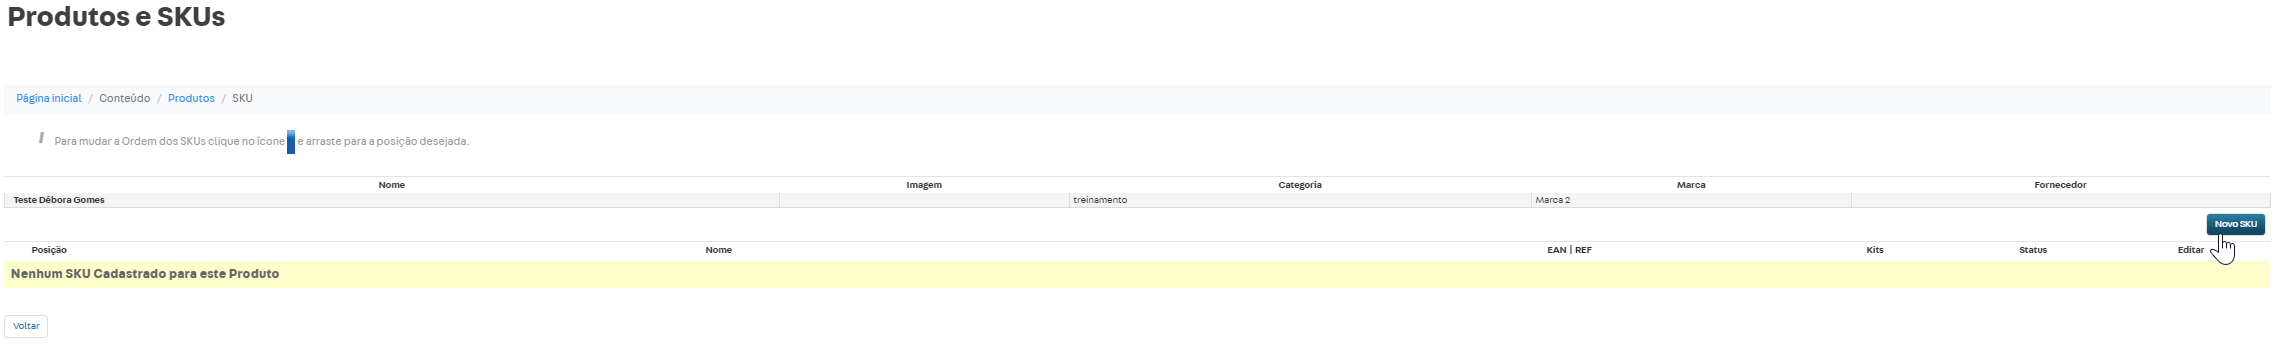 Produtos e SKUs
Página inicial / Conteúdo / Produtos / SKU
Para mudar a Ordem dos SKUs clique no ícone e arraste para a posição desejada.
Nome Imagem Categoria Marca Fornecedor
Teste Débora Gomes treinamento Marca 2
Novo SKU
Posição Nome EAN | REF Kits Status Editar
Nenhum SKU Cadastrado para este Produto
Voltar